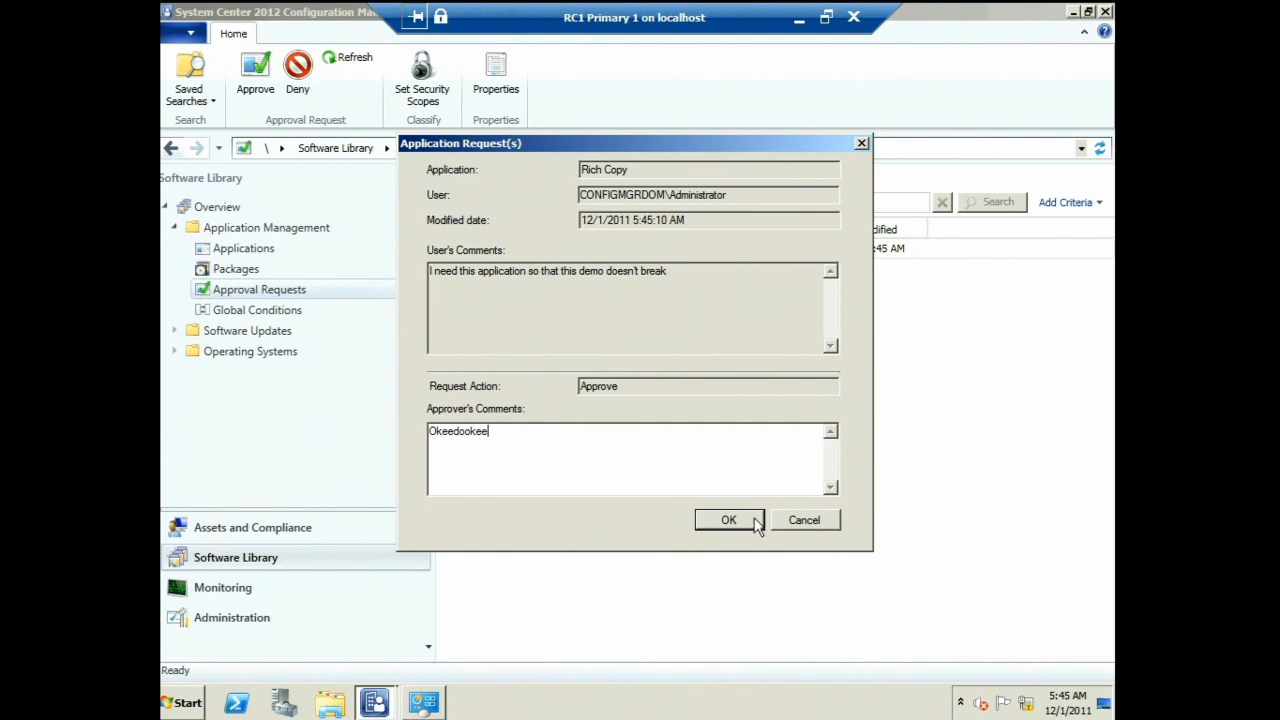 System Center 2012 Configuration Ma
RC1 Primary 1 on localhost
Home
Saved Searches
Approve
Deny
Refresh
Set Security Scopes
Properties
Search
Approval Request
Classify
Properties
\ Software Library
Software Library
Overview
Application Management
Applications
Packages
Approval Requests
Global Conditions
Software Updates
Operating Systems
Assets and Compliance
Software Library
Monitoring
Administration
Application Request(s)
Application: Rich Copy
User: CONFIGMGRDOM\Administrator
Modified date: 12/1/2011 5:45:10 AM
User's Comments:
I need this application so that this demo doesn't break
Request Action: Approve
Approver's Comments:
Okeedookee
OK Cancel
Search
Add Criteria
dified
:45 AM
Ready
Start
5:45 AM
12/1/2011